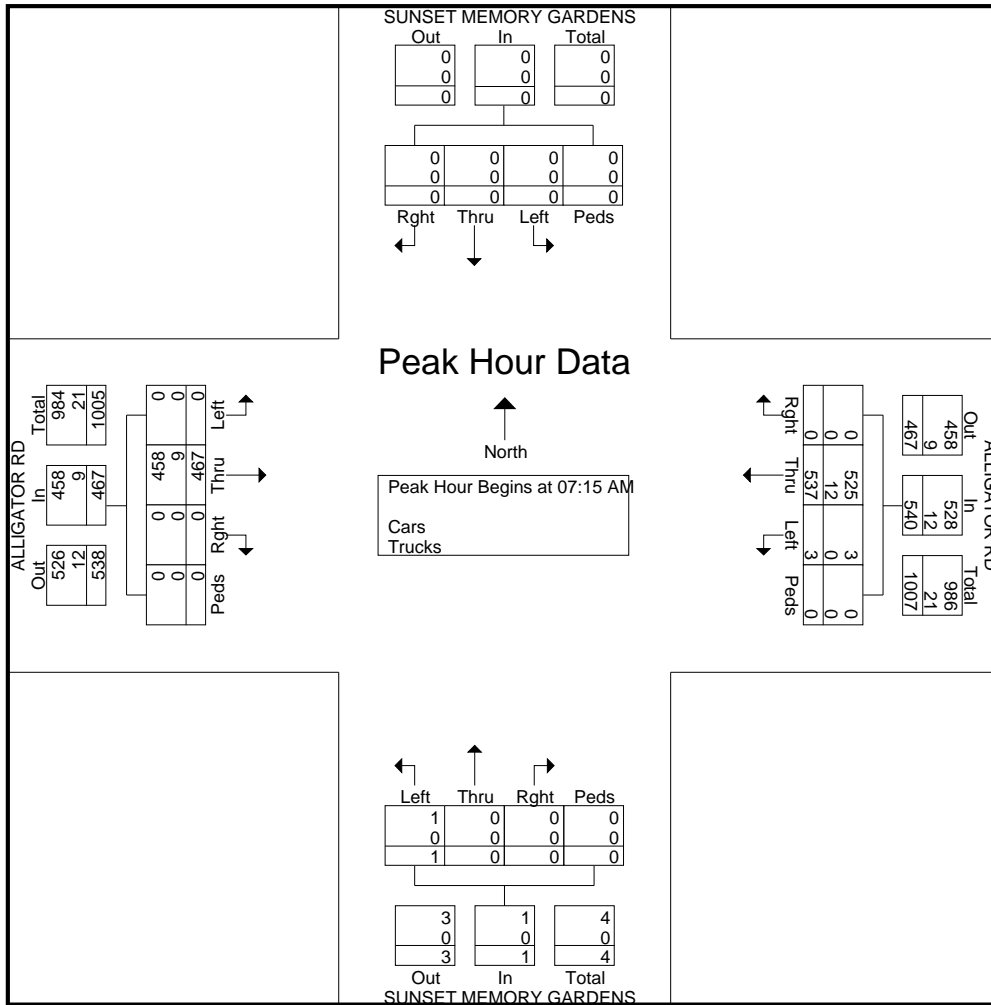 SUNSET MEMORY GARDENS
Out In Total
0 0 0
0 0 0
0 0 0
0 0 0 0
0 0 0 0
0 0 0 0
Rght Thru Left Peds
ALLIGATOR RD
Total In Out
984 458 526
21 9 12
1005 467 538
0 458 0 0
0 9 0 0
0 467 0 0
Left Thru Rght Peds
Peak Hour Data
North
Peak Hour Begins at 07:15 AM
Cars
Trucks
Rght Thru Left Peds
0 525 3 0
0 12 0 0
0 537 3 0
Out In Total
458 528 986
9 12 21
467 540 1007
ALLIGATOR RD
Left Thru Rght Peds
1 0 0 0
0 0 0 0
1 0 0 0
3 1 4
0 0 0
3 1 4
Out In Total
SUNSET MEMORY GARDENS